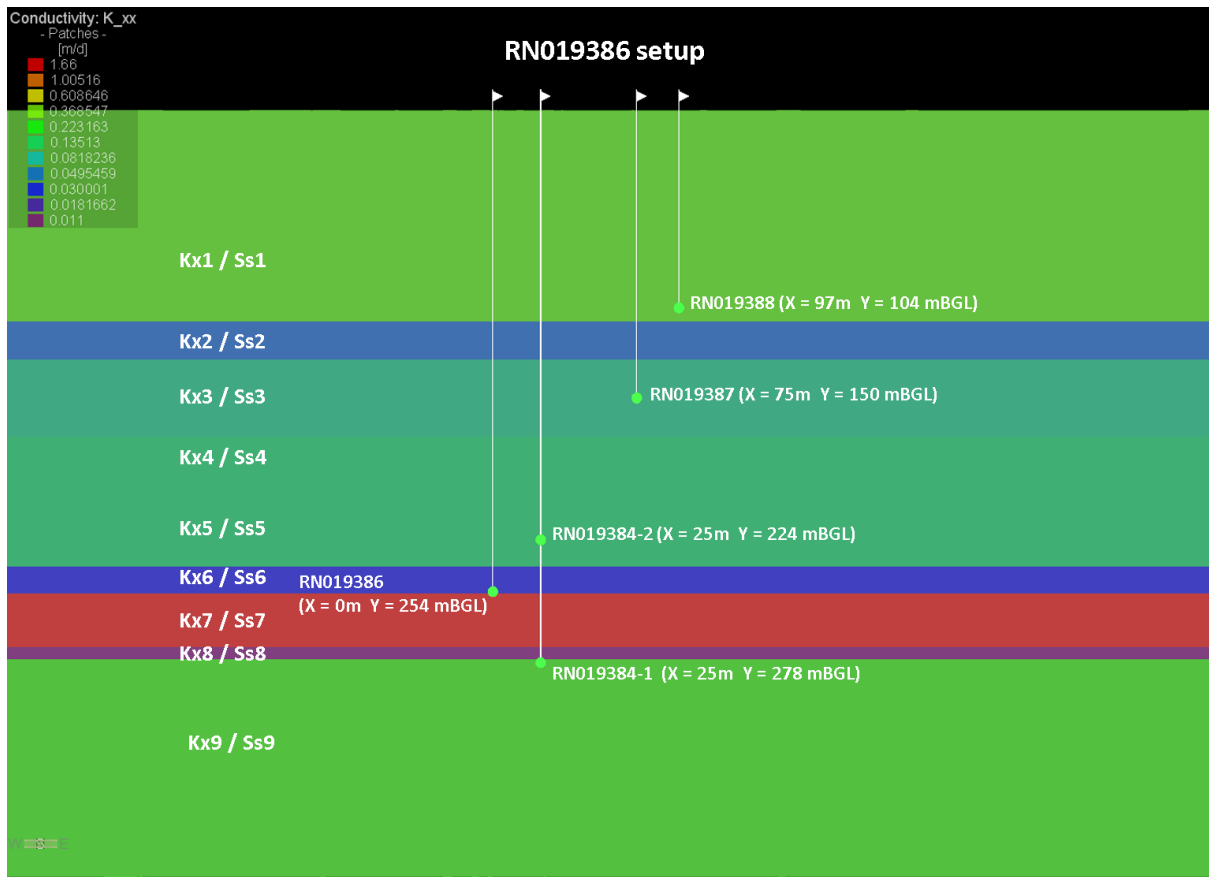 Conductivity: K_xx
- Patches -
[m/d]
1.66
1.00516
0.608646
0.368547
0.223163
0.13513
0.0818236
0.0495459
0.030001
0.0181662
0.011
RN019386 setup
Kx1 / Ss1
RN019388 (X = 97m Y = 104 mBGL)
Kx2 / Ss2
Kx3 / Ss3
RN019387 (X = 75m Y = 150 mBGL)
Kx4 / Ss4
Kx5 / Ss5
RN019384-2 (X = 25m Y = 224 mBGL)
Kx6 / Ss6
RN019386
(X = 0m Y = 254 mBGL)
Kx7 / Ss7
Kx8 / Ss8
RN019384-1 (X = 25m Y = 278 mBGL)
Kx9 / Ss9
W S E